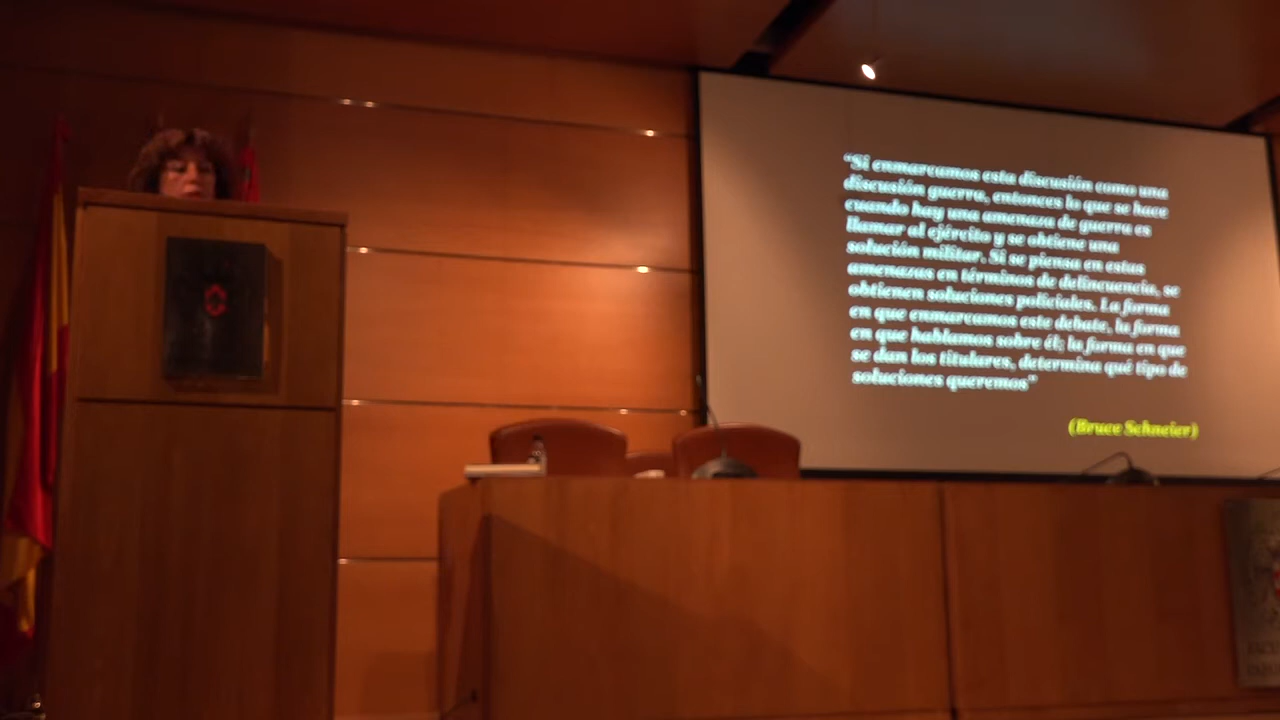 “Si enmarcamos esta discusión como una
discusión guerra, entonces lo que se hace
cuando hay una amenaza de guerra es
llamar al ejército y se obtiene una
solución militar. Si se piensa en estas
amenazas en términos de delincuencia, se
obtienen soluciones policiales. La forma
en que enmarcamos este debate, la forma
en que hablamos sobre él; la forma en que
se dan los titulares, determina qué tipo de
soluciones queremos”
(Bruce Schneier)